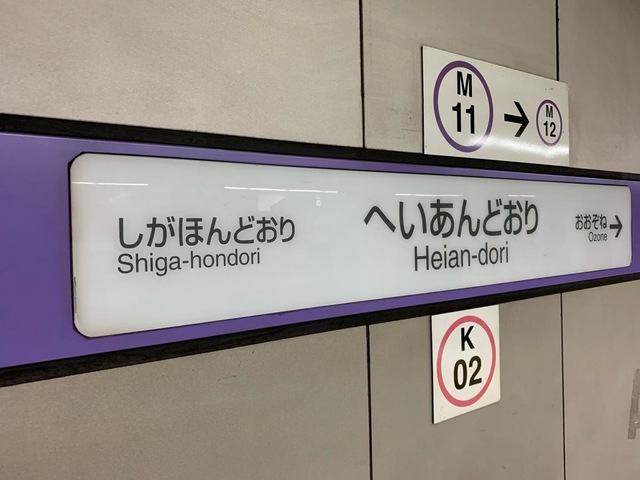 M
11
→
M
12
しがほんどおり
Shiga-hondori
へいあんどおり
Heian-dori
おおぞね →
Ozone
K
02